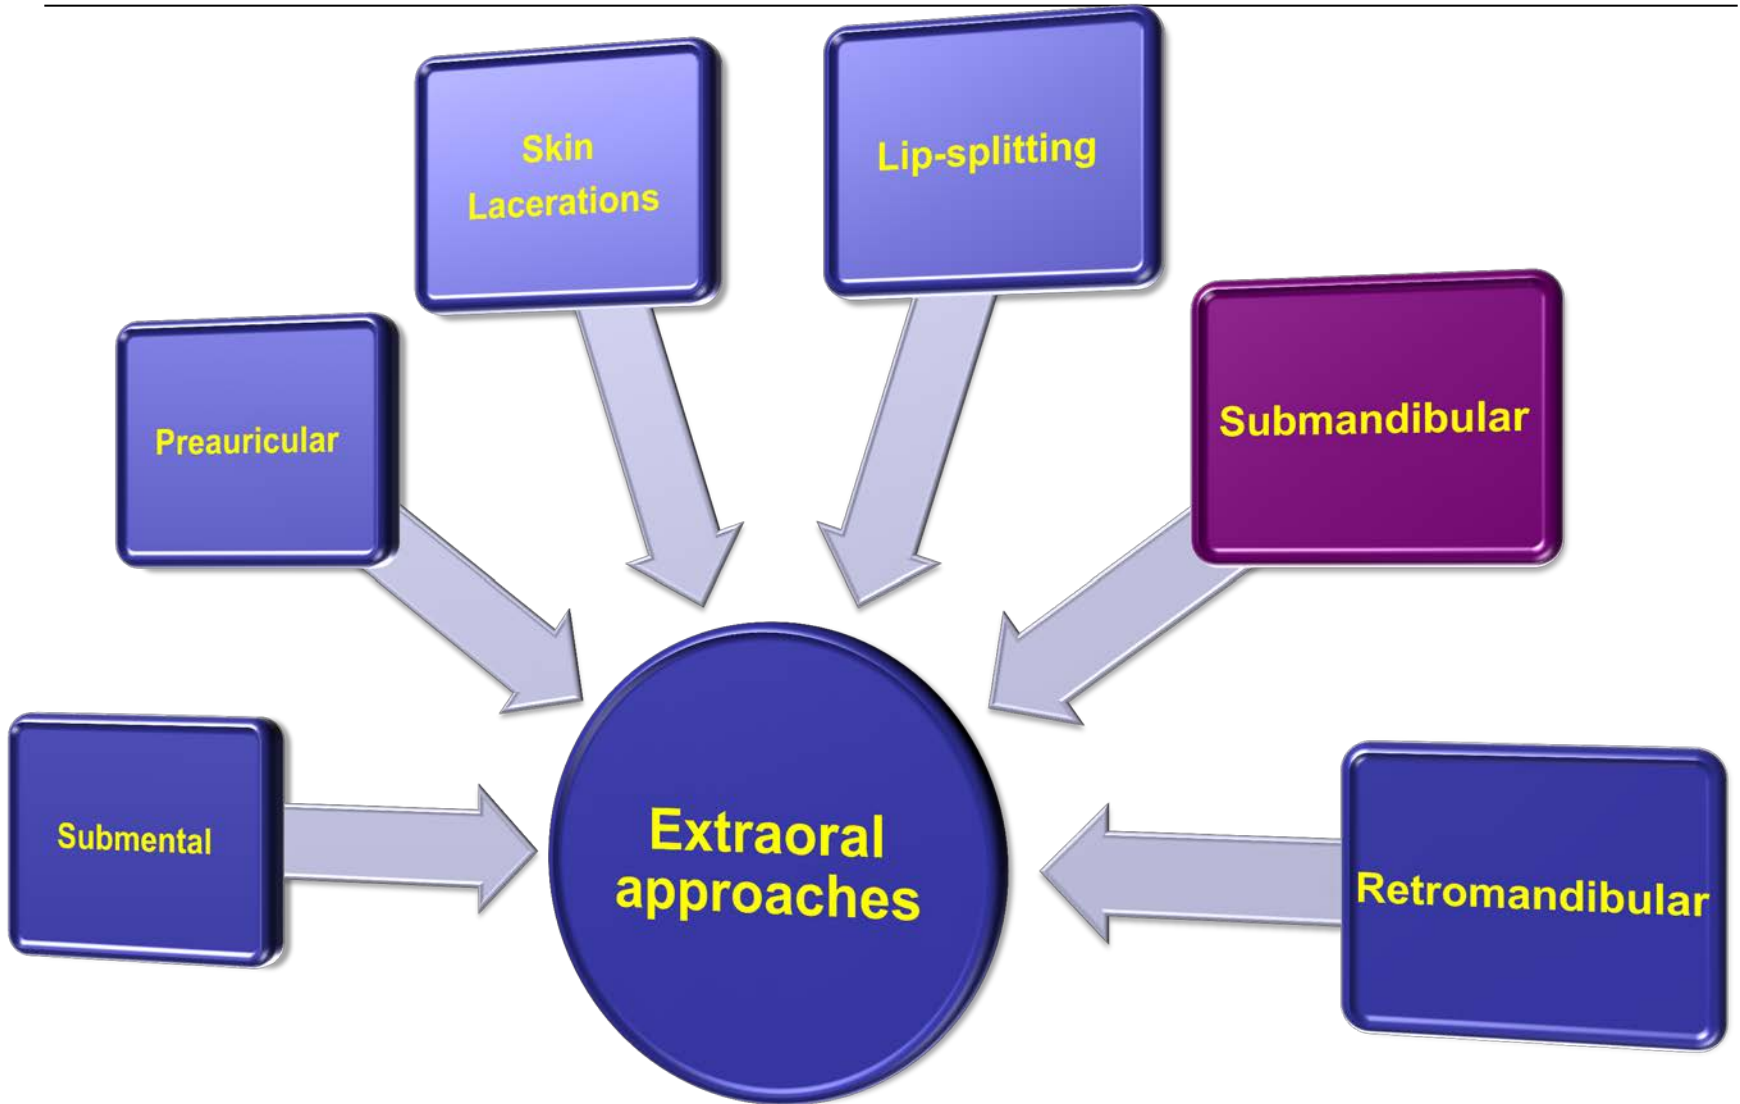 Skin
Lacerations
Lip-splitting
Preauricular
Submandibular
Submental
Extraoral
approaches
Retromandibular